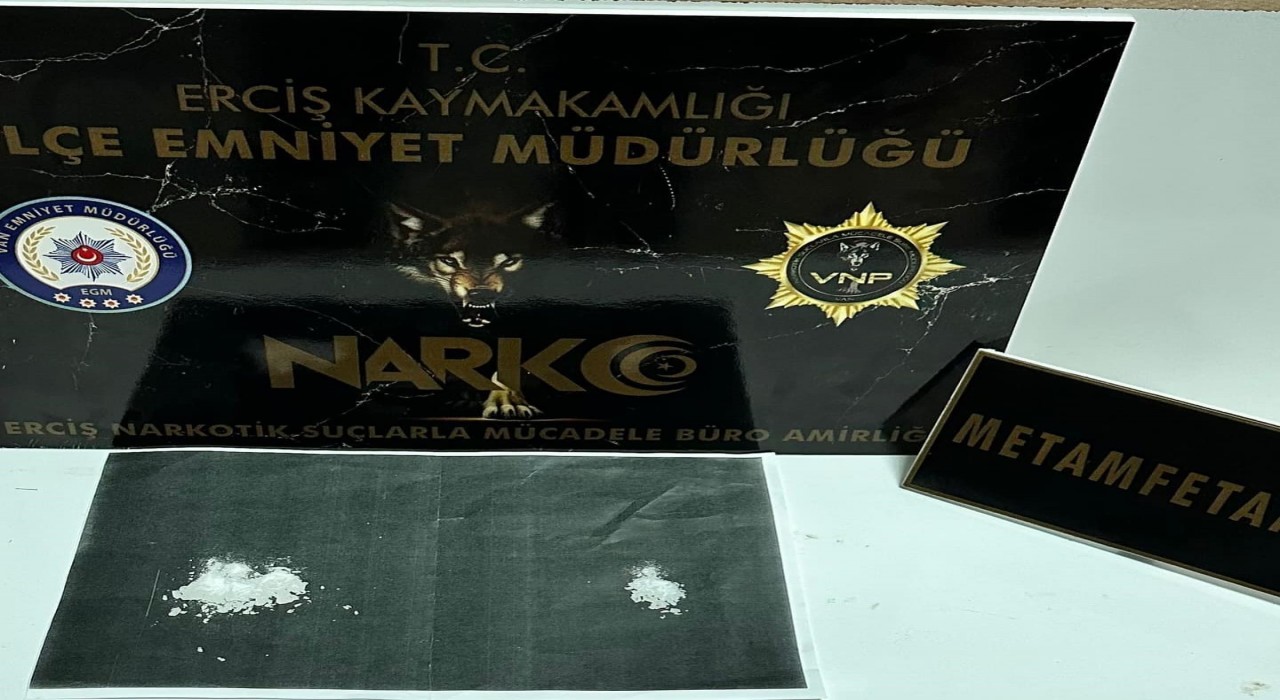 T.C.
ERCİŞ KAYMAKAMLIĞI
LÇE EMNİYET MÜDÜRLÜĞÜ
VAN EMNİYET MÜDÜRLÜĞÜ
EGM
VNP
VAN
NARKO
ERCİŞ NARKOTİK SUÇLARLA MÜCADELE BÜRO AMİRLİĞ
METAMFETA